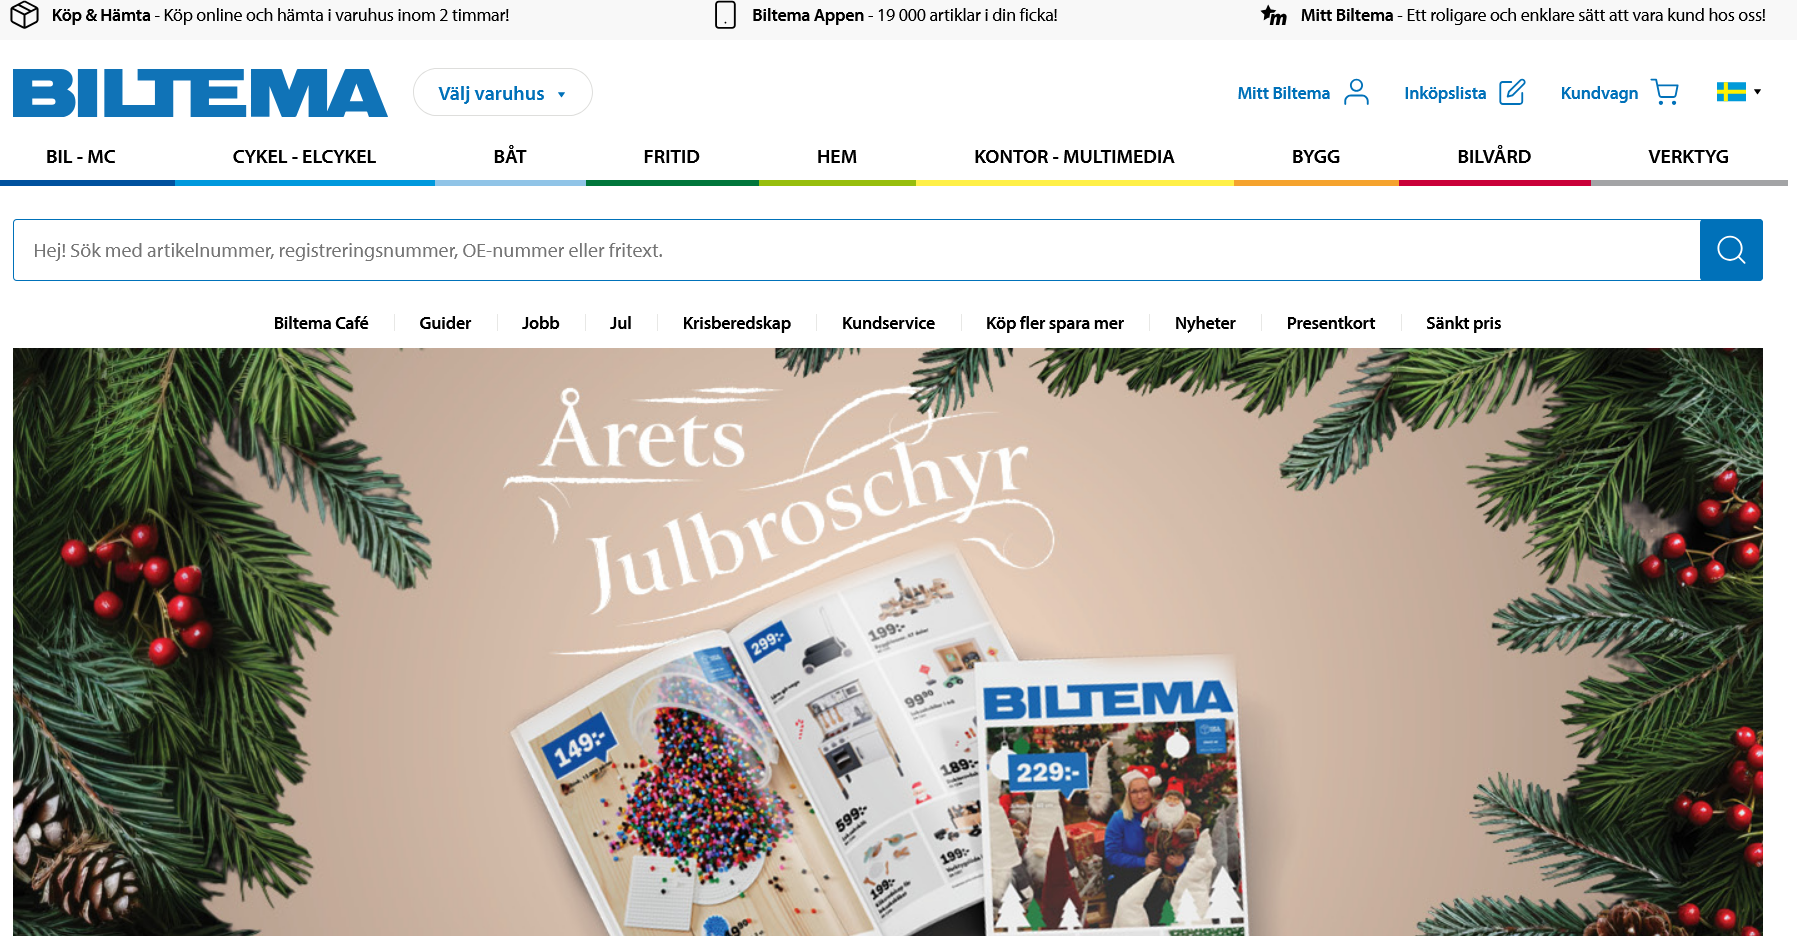 Köp & Hämta - Köp online och hämta i varuhus inom 2 timmar!
Biltema Appen - 19 000 artiklar i din ficka!
Mitt Biltema - Ett roligare och enklare sätt att vara kund hos oss!
BILTEMA
Välj varuhus
Mitt Biltema
Inköpslista
Kundvagn
BIL - MC
CYKEL - ELCYKEL
BÅT
FRITID
HEM
KONTOR - MULTIMEDIA
BYGG
BILVÅRD
VERKTYG
Hej! Sök med artikelnummer, registreringsnummer, OE-nummer eller fritext.
Biltema Café
Guider
Jobb
Jul
Krisberedskap
Kundservice
Köp fler spara mer
Nyheter
Presentkort
Sänkt pris
Årets
Julbroschyr
299:-
199:-
99⁹⁰
149:-
189:-
599:-
199:-
199:-
BILTEMA
229:-